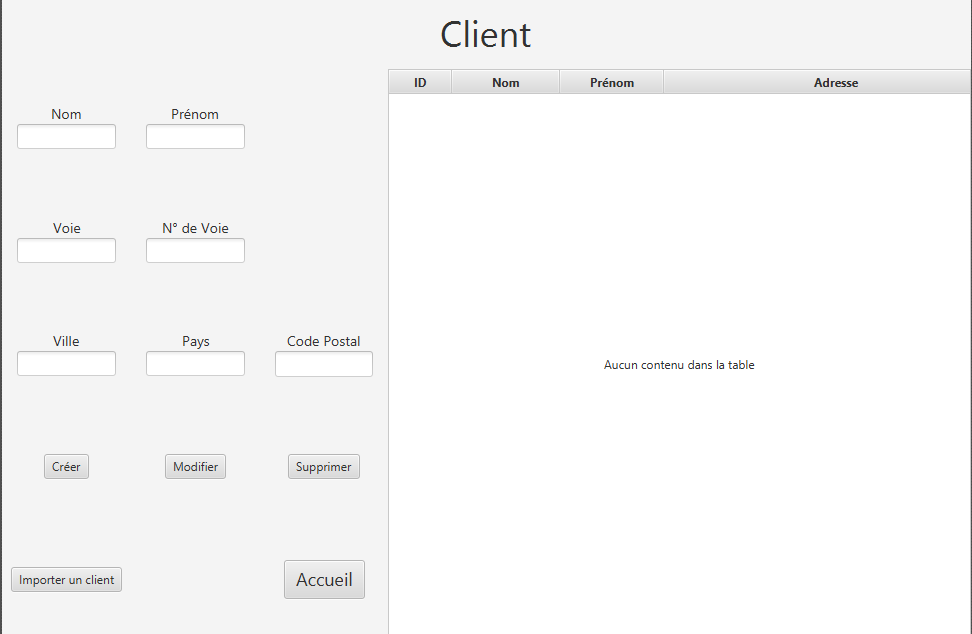 Client
ID Nom Prénom Adresse
Nom Prénom
Voie N° de Voie
Ville Pays Code Postal
Aucun contenu dans la table
Créer Modifier Supprimer
Importer un client Accueil